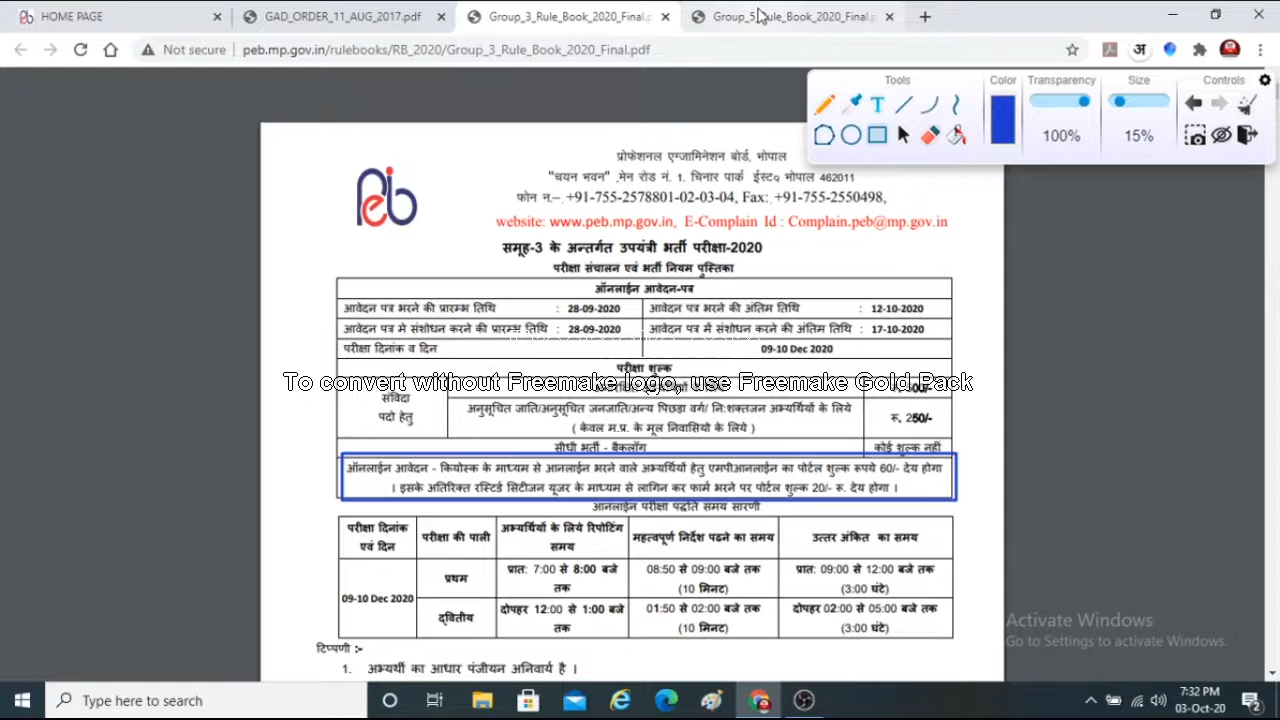 HOME PAGE
GAD_ORDER_11_AUG_2017.pdf
Group_3_Rule_Book_2020_Final.
Group_5_Rule_Book_2020_Final.
Not secure
peb.mp.gov.in/rulebooks/RB_2020/Group_3_Rule_Book_2020_Final.pdf
अ
Tools
Color
Transparency
Size
Controls
T
100%
15%
प्रोफेशनल एग्जामिनेशन बोर्ड, भोपाल
"चयन भवन" ,मेन रोड नं. 1. चिनार पार्क ईस्ट० भोपाल 462011
फोन न.– +91-755-2578801-02-03-04, Fax: +91-755-2550498,
website: www.peb.mp.gov.in, E-Complain Id : Complain.peb@mp.gov.in
peb
समूह-3 के अन्तर्गत उपयंत्री भर्ती परीक्षा-2020
परीक्षा संचालन एवं भर्ती नियम पुस्तिका
ऑनलाईन आवेदन-पत्र
आवेदन पत्र भरने की प्रारम्भ तिथि : 28-09-2020 आवेदन पत्र भरने की अंतिम तिथि : 12-10-2020
आवेदन पत्र में संशोधन करने की प्रारम्भ तिथि : 28-09-2020 आवेदन पत्र में संशोधन करने की अंतिम तिथि : 17-10-2020
परीक्षा दिनांक व दिन 09-10 Dec 2020
परीक्षा शुल्क
To convert without Freemake logo, use Freemake Gold Pack
संविदा
पदो हेतु
अनुसूचित जाति/अनुसूचित जनजाति/अन्य पिछड़ा वर्ग/ नि:शक्तजन अभ्यर्थियों के लिये
( केवल म.प्र. के मूल निवासियो के लिये )
रू. 250/-
सीधी भर्ती - बैकलॉग कोई शुल्क नहीं
ऑनलाईन आवेदन - कियोस्क के माध्यम से आनलाईन भरने वाले अभ्यर्थियों हेतु एमपीआनलाईन का पोर्टल शुल्क रूपये 60/- देय होगा
। इसके अतिरिक्त रस्टिर्ड सिटीजन यूजर के माध्यम से लागिन कर फार्म भरने पर पोर्टल शुल्क 20/- रू. देय होगा ।
आनलाईन परीक्षा पद्धति समय सारणी
परीक्षा दिनांक एवं दिन
परीक्षा की पाली
अभ्यर्थियों के लिये रिपोर्टिंग समय
महत्वपूर्ण निर्देश पढने का समय
उत्तर अंकित का समय
09-10 Dec 2020
प्रथम
प्रात: 7:00 से 8:00 बजे तक
08:50 से 09:00 बजे तक
(10 मिनट)
प्रात: 09:00 से 12:00 बजे तक
(3:00 घंटे)
द्वितीय
दोपहर 12:00 से 1:00 बजे तक
01:50 से 02:00 बजे तक
(10 मिनट)
दोपहर 02:00 से 05:00 बजे तक
(3:00 घंटे)
टिप्पणी :-
1. अभ्यर्थी का आधार पंजीयन अनिवार्य है ।
Activate Windows
Go to Settings to activate Windows.
Type here to search
7:32 PM
03-Oct-20
2